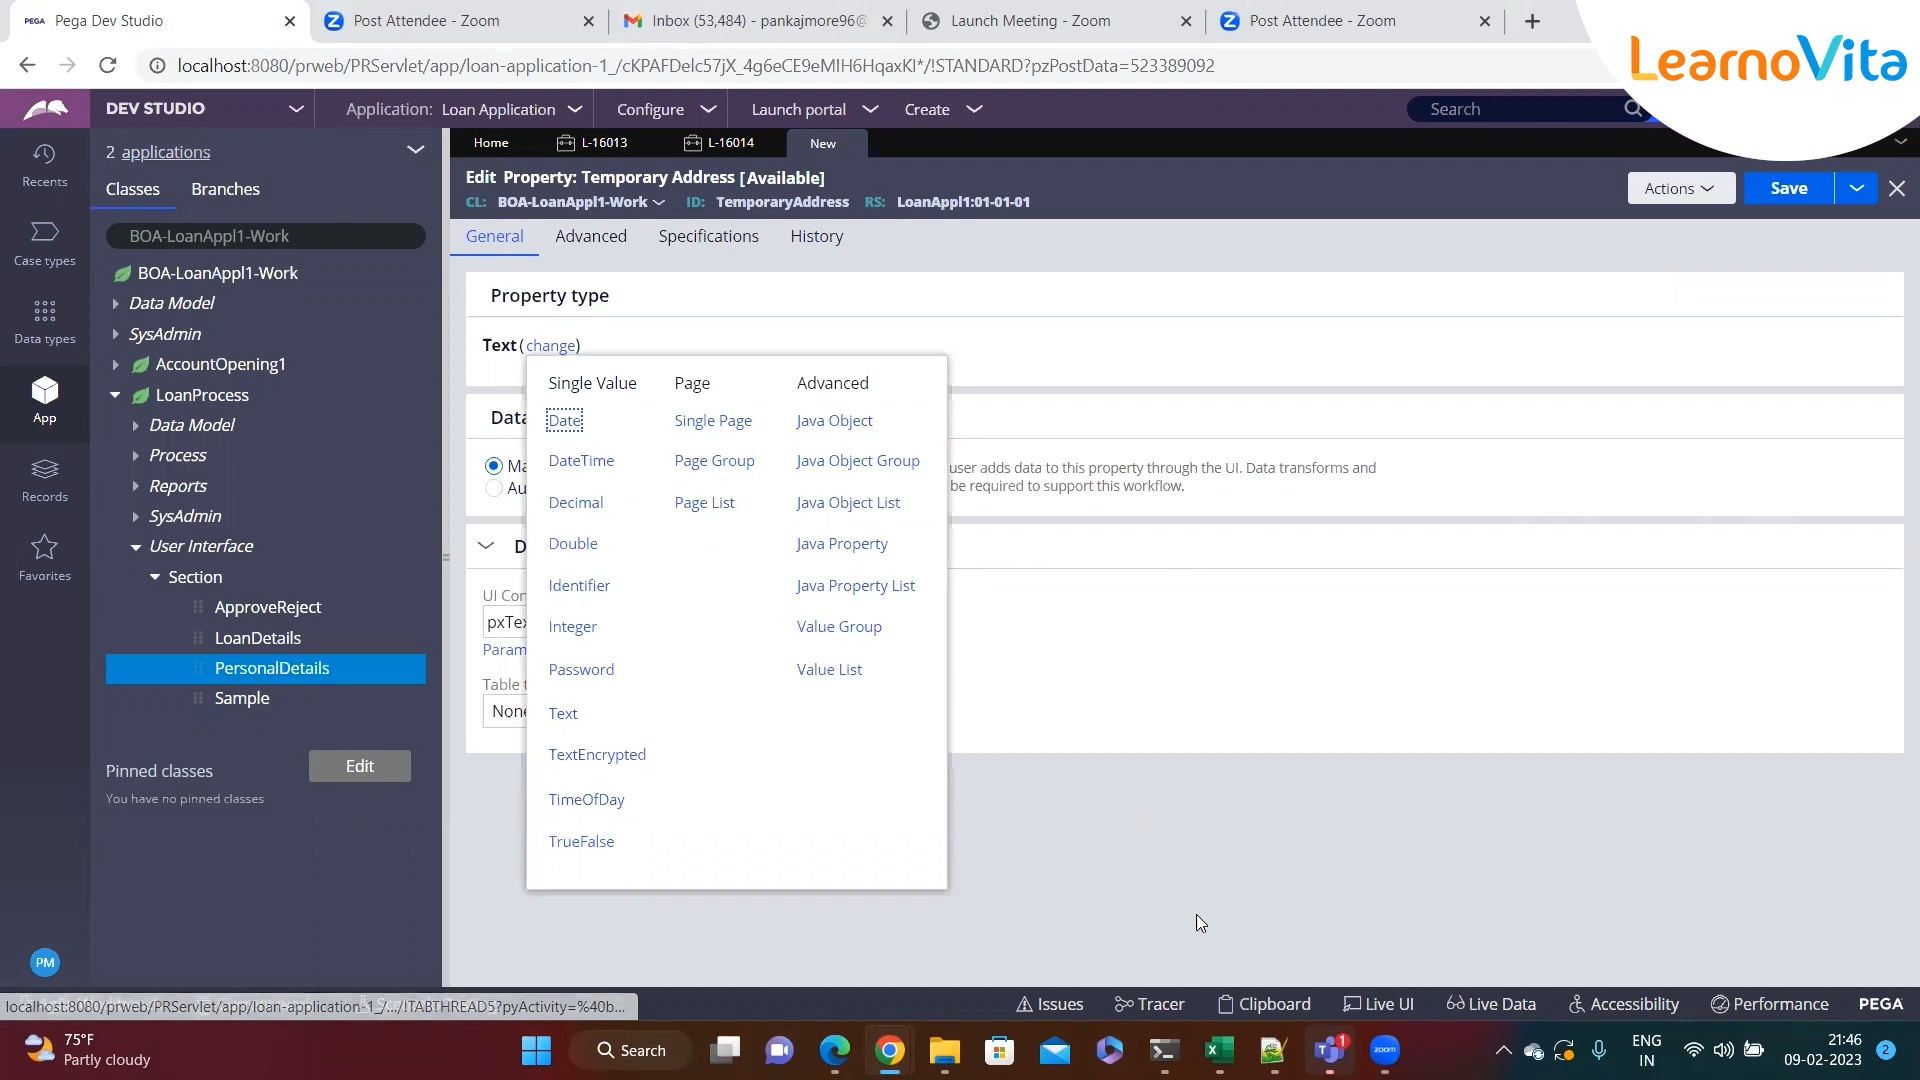 PEGA Pega Dev Studio
Post Attendee - Zoom
Inbox (53,484) - pankajmore96@
Launch Meeting - Zoom
Post Attendee - Zoom
localhost:8080/prweb/PRServlet/app/loan-application-1_/cKPAFDelc57jX_4g6eCE9eMIH6HqaxKl*/!STANDARD?pzPostData=523389092
LearnoVita
DEV STUDIO
Application: Loan Application
Configure
Launch portal
Create
Search
Recents
Case types
Data types
App
Records
Favorites
PM
2 applications
Classes
Branches
BOA-LoanAppl1-Work
BOA-LoanAppl1-Work
Data Model
SysAdmin
AccountOpening1
LoanProcess
Data Model
Process
Reports
SysAdmin
User Interface
Section
ApproveReject
LoanDetails
PersonalDetails
Sample
Pinned classes
Edit
You have no pinned classes
Home
L-16013
L-16014
New
Edit Property: Temporary Address [Available]
CL: BOA-LoanAppl1-Work ID: TemporaryAddress RS: LoanAppl1:01-01-01
Actions
Save
General
Advanced
Specifications
History
Property type
Text (change)
Data
Ma
user adds data to this property through the UI. Data transforms and
Au
be required to support this workflow.
D
UI Con
pxTex
Param
Table t
None
Single Value
Date
DateTime
Decimal
Double
Identifier
Integer
Password
Text
TextEncrypted
TimeOfDay
TrueFalse
Page
Single Page
Page Group
Page List
Advanced
Java Object
Java Object Group
Java Object List
Java Property
Java Property List
Value Group
Value List
localhost:8080/prweb/PRServlet/app/loan-application-1_/.../!TABTHREAD5?pyActivity=%40b...
Issues
Tracer
Clipboard
Live UI
Live Data
Accessibility
Performance
PEGA
75°F
Partly cloudy
Search
1
zoom
ENG
IN
21:46
09-02-2023
2